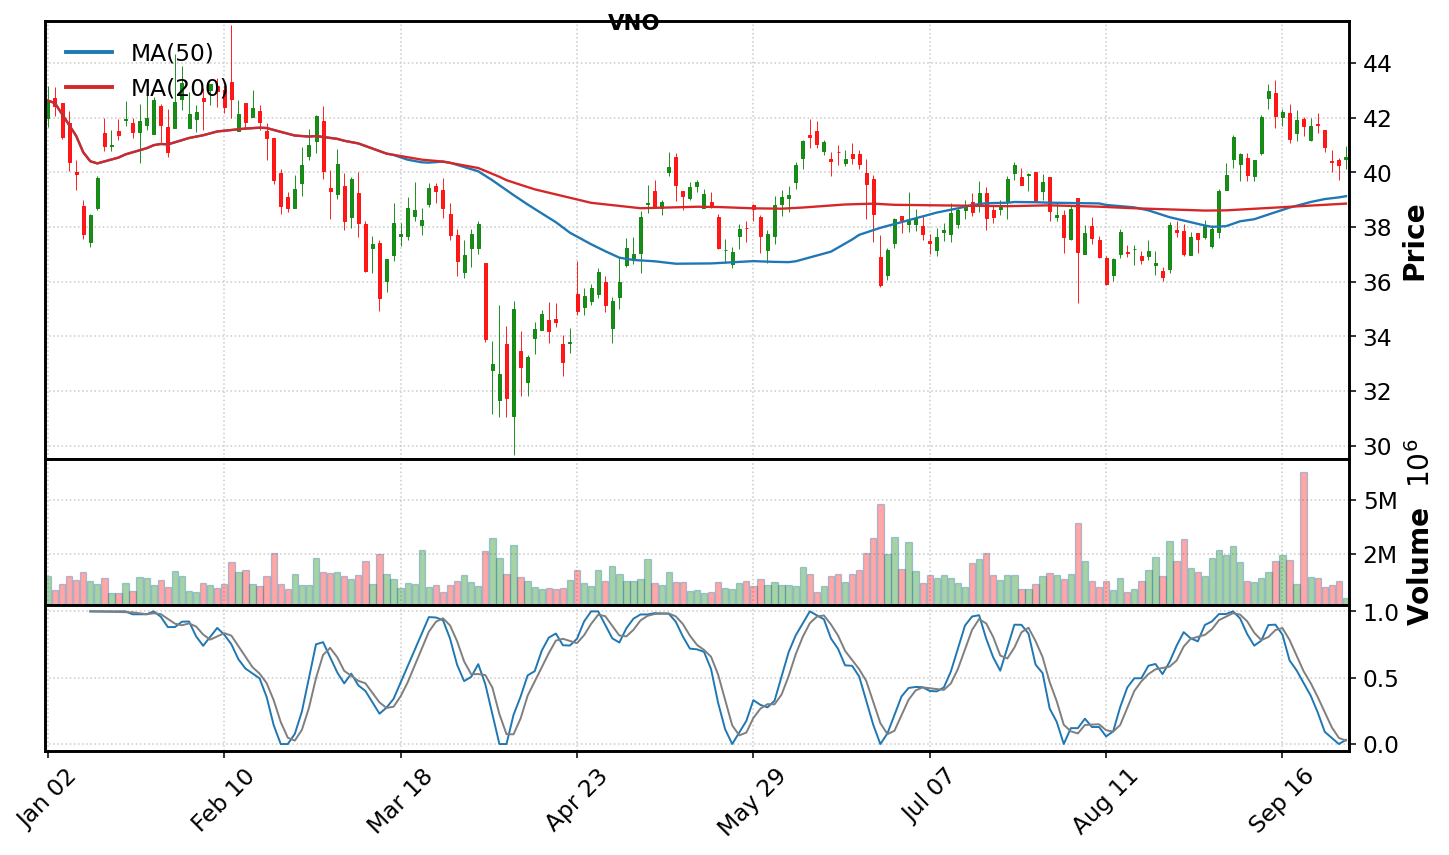 VNO
MA(50)
MA(200)
44
42
40
38
36
34
32
30
Price
5M
2M
Volume 10^6
1.0
0.5
0.0
Jan 02
Feb 10
Mar 18
Apr 23
May 29
Jul 07
Aug 11
Sep 16